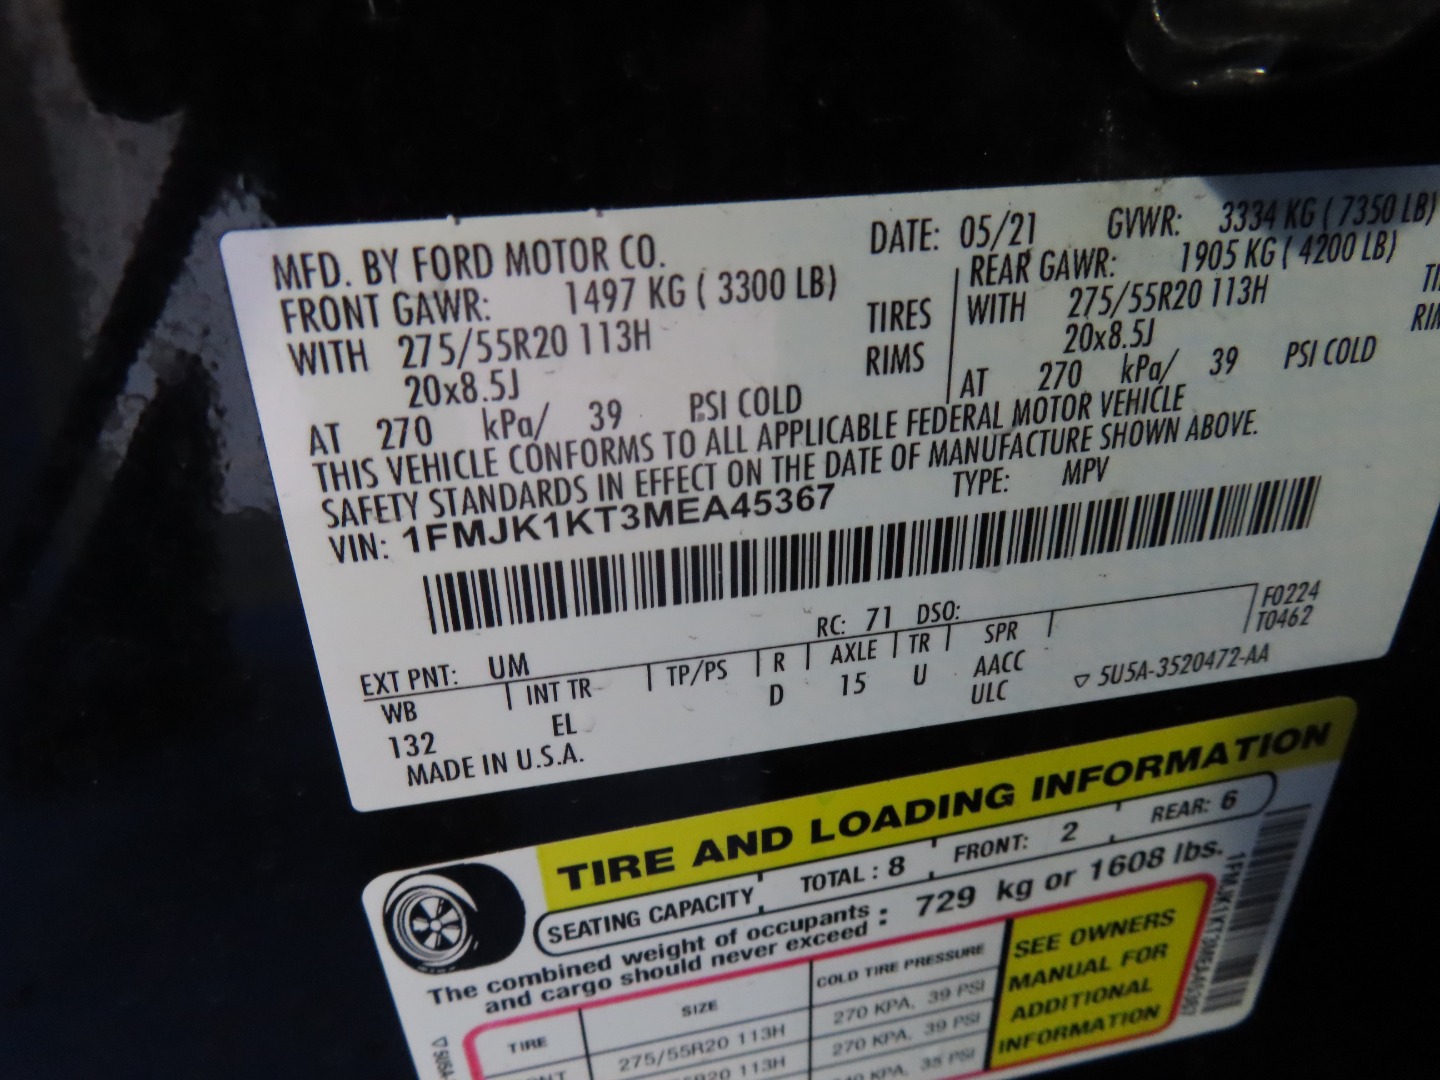 MFD. BY FORD MOTOR CO.
DATE: 05/21 GVWR: 3334 KG ( 7350 LB)
FRONT GAWR: 1497 KG ( 3300 LB)
REAR GAWR: 1905 KG ( 4200 LB)
WITH 275/55R20 113H TIRES
WITH 275/55R20 113H
20x8.5J RIMS
20x8.5J
AT 270 kPa/ 39 PSI COLD
AT 270 kPa/ 39 PSI COLD
THIS VEHICLE CONFORMS TO ALL APPLICABLE FEDERAL MOTOR VEHICLE
SAFETY STANDARDS IN EFFECT ON THE DATE OF MANUFACTURE SHOWN ABOVE.
VIN: 1FMJK1KT3MEA45367 TYPE: MPV
EXT PNT: UM RC: 71 DSO: F0224
T0462
WB INT TR TP/PS R AXLE TR SPR
132 EL D 15 U AACC
ULC ▽ 5U5A-3520472-AA
MADE IN U.S.A.
TIRE AND LOADING INFORMATION
SEATING CAPACITY TOTAL : 8 FRONT: 2 REAR: 6
The combined weight of occupants
and cargo should never exceed : 729 kg or 1608 lbs.
TIRE SIZE COLD TIRE PRESSURE
275/55R20 113H 270 KPA, 39 PSI
113H 270 KPA, 39 PSI
KPA, 35 PSI
SEE OWNERS
MANUAL FOR
ADDITIONAL
INFORMATION
1FMJK1KT3MEA45367